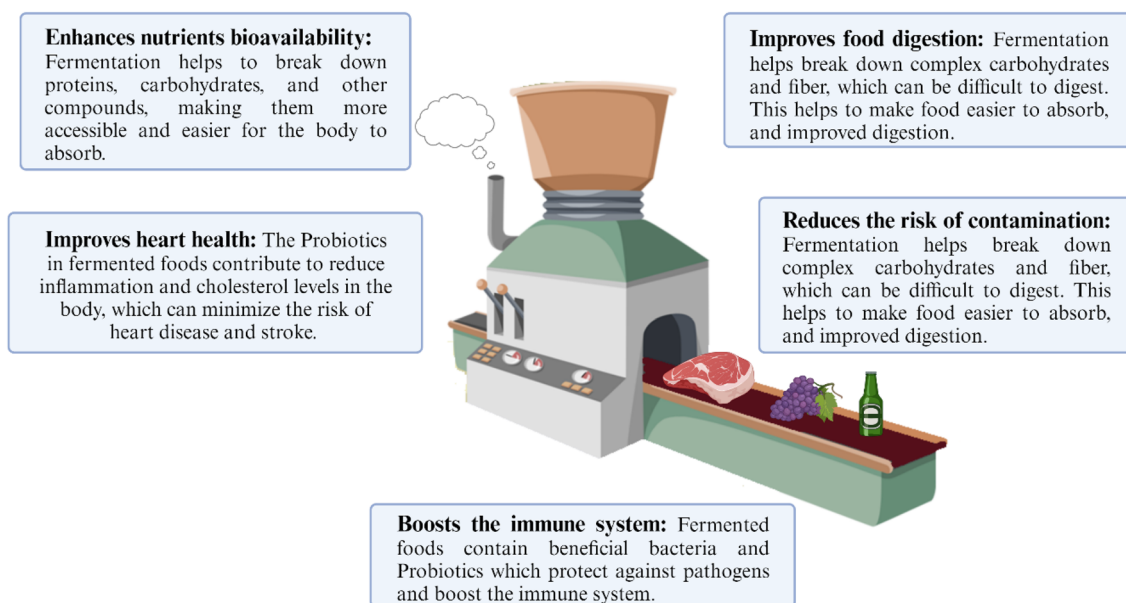 Enhances nutrients bioavailability:
Fermentation helps to break down
proteins, carbohydrates, and other
compounds, making them more
accessible and easier for the body to
absorb.
Improves food digestion: Fermentation
helps break down complex carbohydrates
and fiber, which can be difficult to digest.
This helps to make food easier to absorb,
and improved digestion.
Improves heart health: The Probiotics
in fermented foods contribute to reduce
inflammation and cholesterol levels in the
body, which can minimize the risk of
heart disease and stroke.
Reduces the risk of contamination:
Fermentation helps break down
complex carbohydrates and fiber,
which can be difficult to digest. This
helps to make food easier to absorb,
and improved digestion.
Boosts the immune system: Fermented
foods contain beneficial bacteria and
Probiotics which protect against pathogens
and boost the immune system.